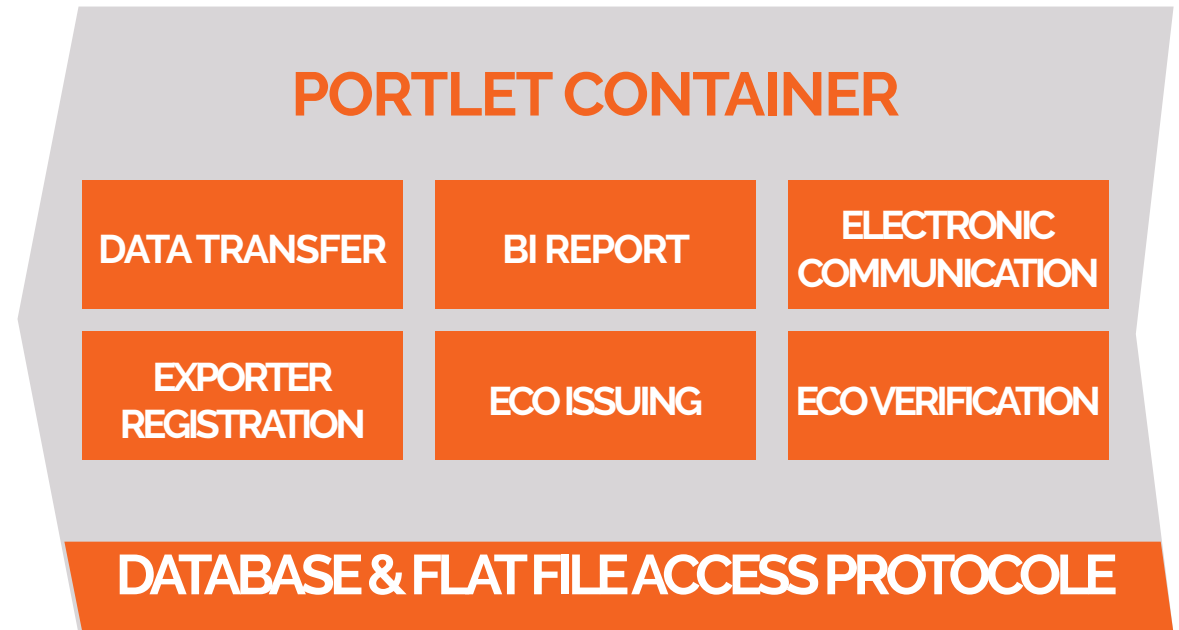 PORTLET CONTAINER
DATA TRANSFER
BI REPORT
ELECTRONIC
COMMUNICATION
EXPORTER
REGISTRATION
ECO ISSUING
ECO VERIFICATION
DATABASE & FLAT FILE ACCESS PROTOCOLE